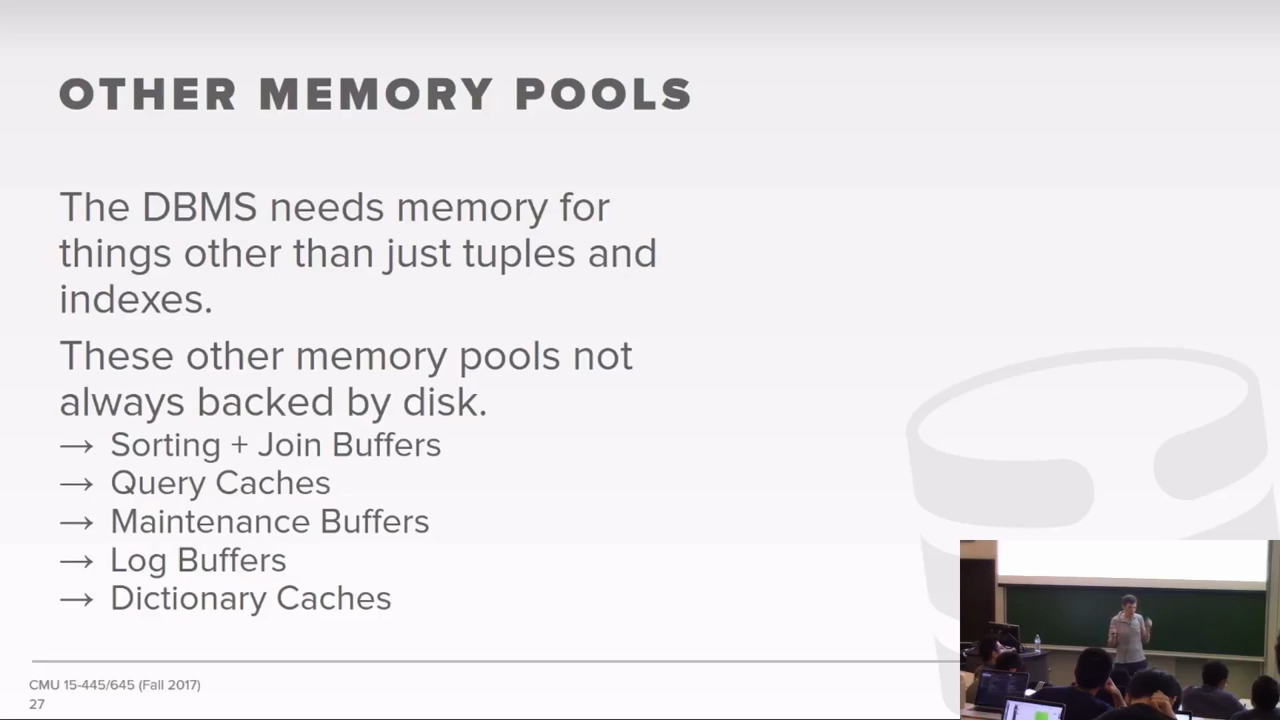 OTHER MEMORY POOLS
The DBMS needs memory for
things other than just tuples and
indexes.
These other memory pools not
always backed by disk.
→ Sorting + Join Buffers
→ Query Caches
→ Maintenance Buffers
→ Log Buffers
→ Dictionary Caches
CMU 15-445/645 (Fall 2017)
27